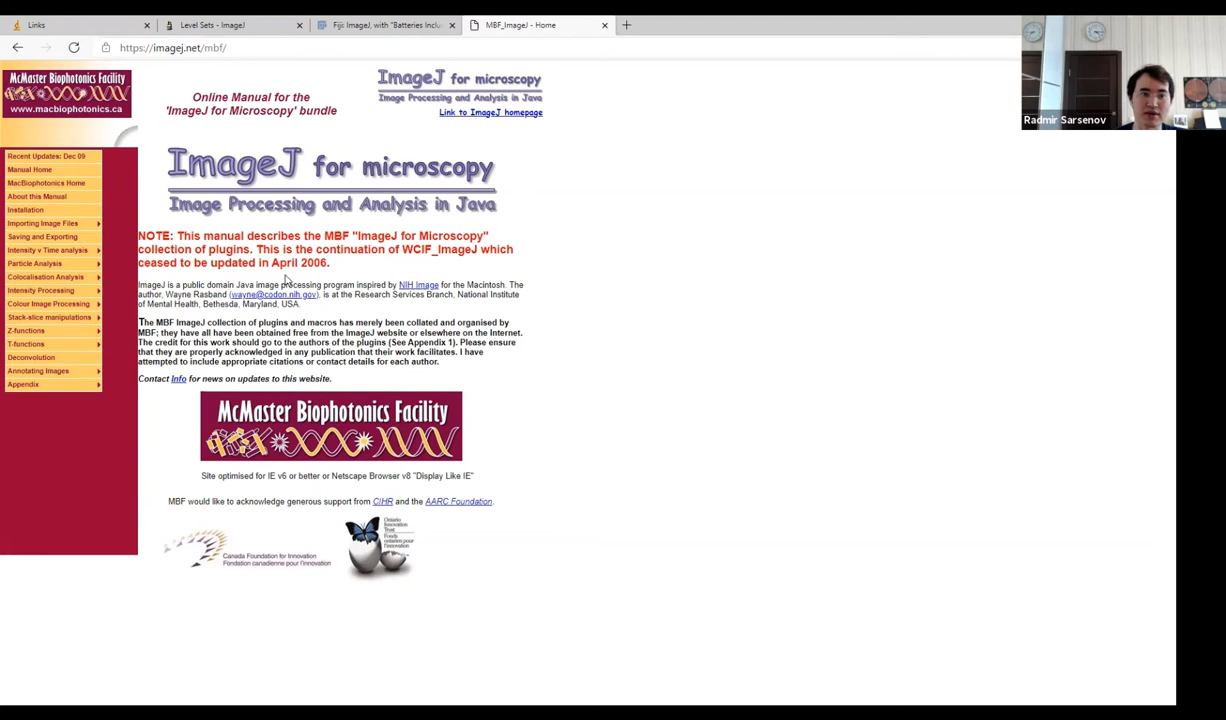 Links
Level Sets - ImageJ
Fiji: ImageJ, with "Batteries Inclu
MBF_ImageJ - Home
https://imagej.net/mbf/
McMaster Biophotonics Facility
www.macbiophotonics.ca
Online Manual for the
'ImageJ for Microscopy' bundle
ImageJ for microscopy
Image Processing and Analysis in Java
Link to ImageJ homepage
Radmir Sarsenov
Recent Updates: Dec 09
Manual Home
MacBiophotonics Home
About this Manual
Installation
Importing Image Files
Saving and Exporting
Intensity v Time analysis
Particle Analysis
Colocalisation Analysis
Intensity Processing
Colour Image Processing
Stack-slice manipulations
Z-functions
T-functions
Deconvolution
Annotating Images
Appendix
ImageJ for microscopy
Image Processing and Analysis in Java
NOTE: This manual describes the MBF "ImageJ for Microscopy"
collection of plugins. This is the continuation of WCIF_ImageJ which
ceased to be updated in April 2006.
ImageJ is a public domain Java image processing program inspired by NIH Image for the Macintosh. The
author, Wayne Rasband (wayne@codon.nih.gov), is at the Research Services Branch, National Institute
of Mental Health, Bethesda, Maryland, USA.
The MBF ImageJ collection of plugins and macros has merely been collated and organised by
MBF; they have all have been obtained free from the ImageJ website or elsewhere on the Internet.
The credit for this work should go to the authors of the plugins (See Appendix 1). Please ensure
that they are properly acknowledged in any publication that their work facilitates. I have
attempted to include appropriate citations or contact details for each author.
Contact Info for news on updates to this website.
McMaster Biophotonics Facility
Site optimised for IE v6 or better or Netscape Browser v8 "Display Like IE"
MBF would like to acknowledge generous support from CIHR and the AARC Foundation.
Canada Foundation for Innovation
Fondation canadienne pour l'innovation
Ontario
Innovation
Trust
Fonds
ontarien pour
l'innovation